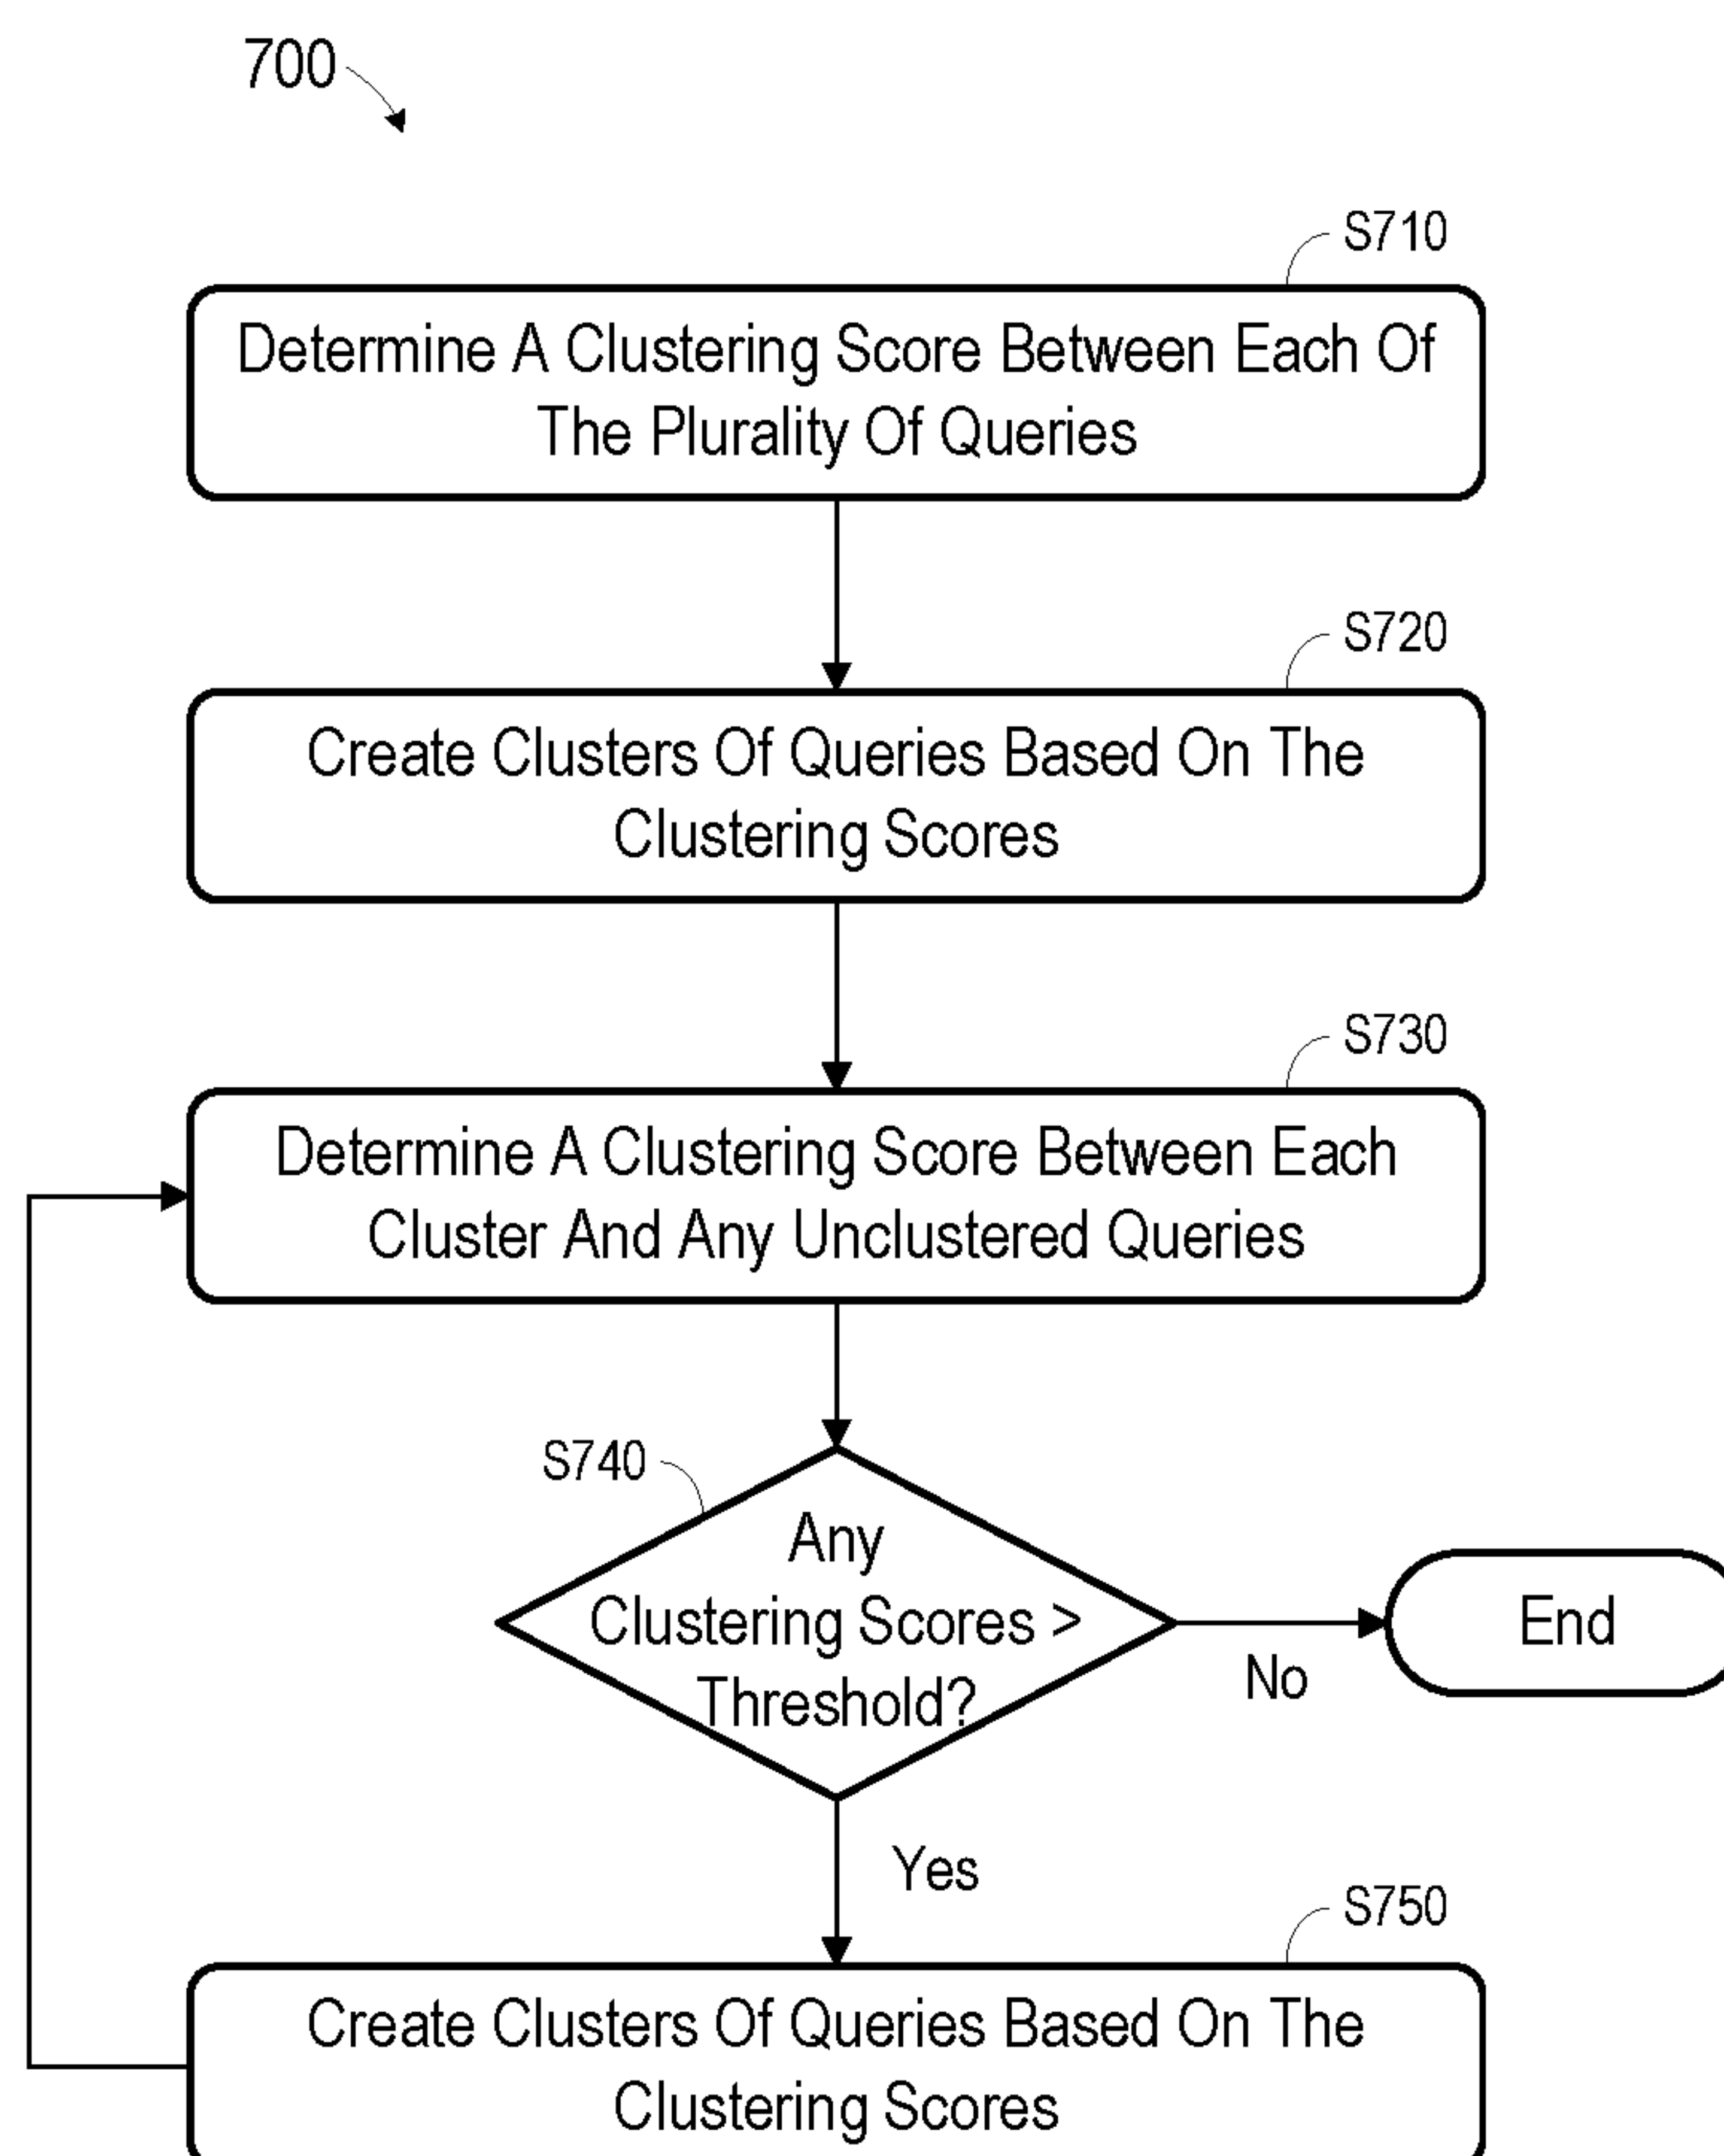 700
S710
Determine A Clustering Score Between Each Of
The Plurality Of Queries
S720
Create Clusters Of Queries Based On The
Clustering Scores
S730
Determine A Clustering Score Between Each
Cluster And Any Unclustered Queries
S740
Any
Clustering Scores >
Threshold?
No
End
Yes
S750
Create Clusters Of Queries Based On The
Clustering Scores